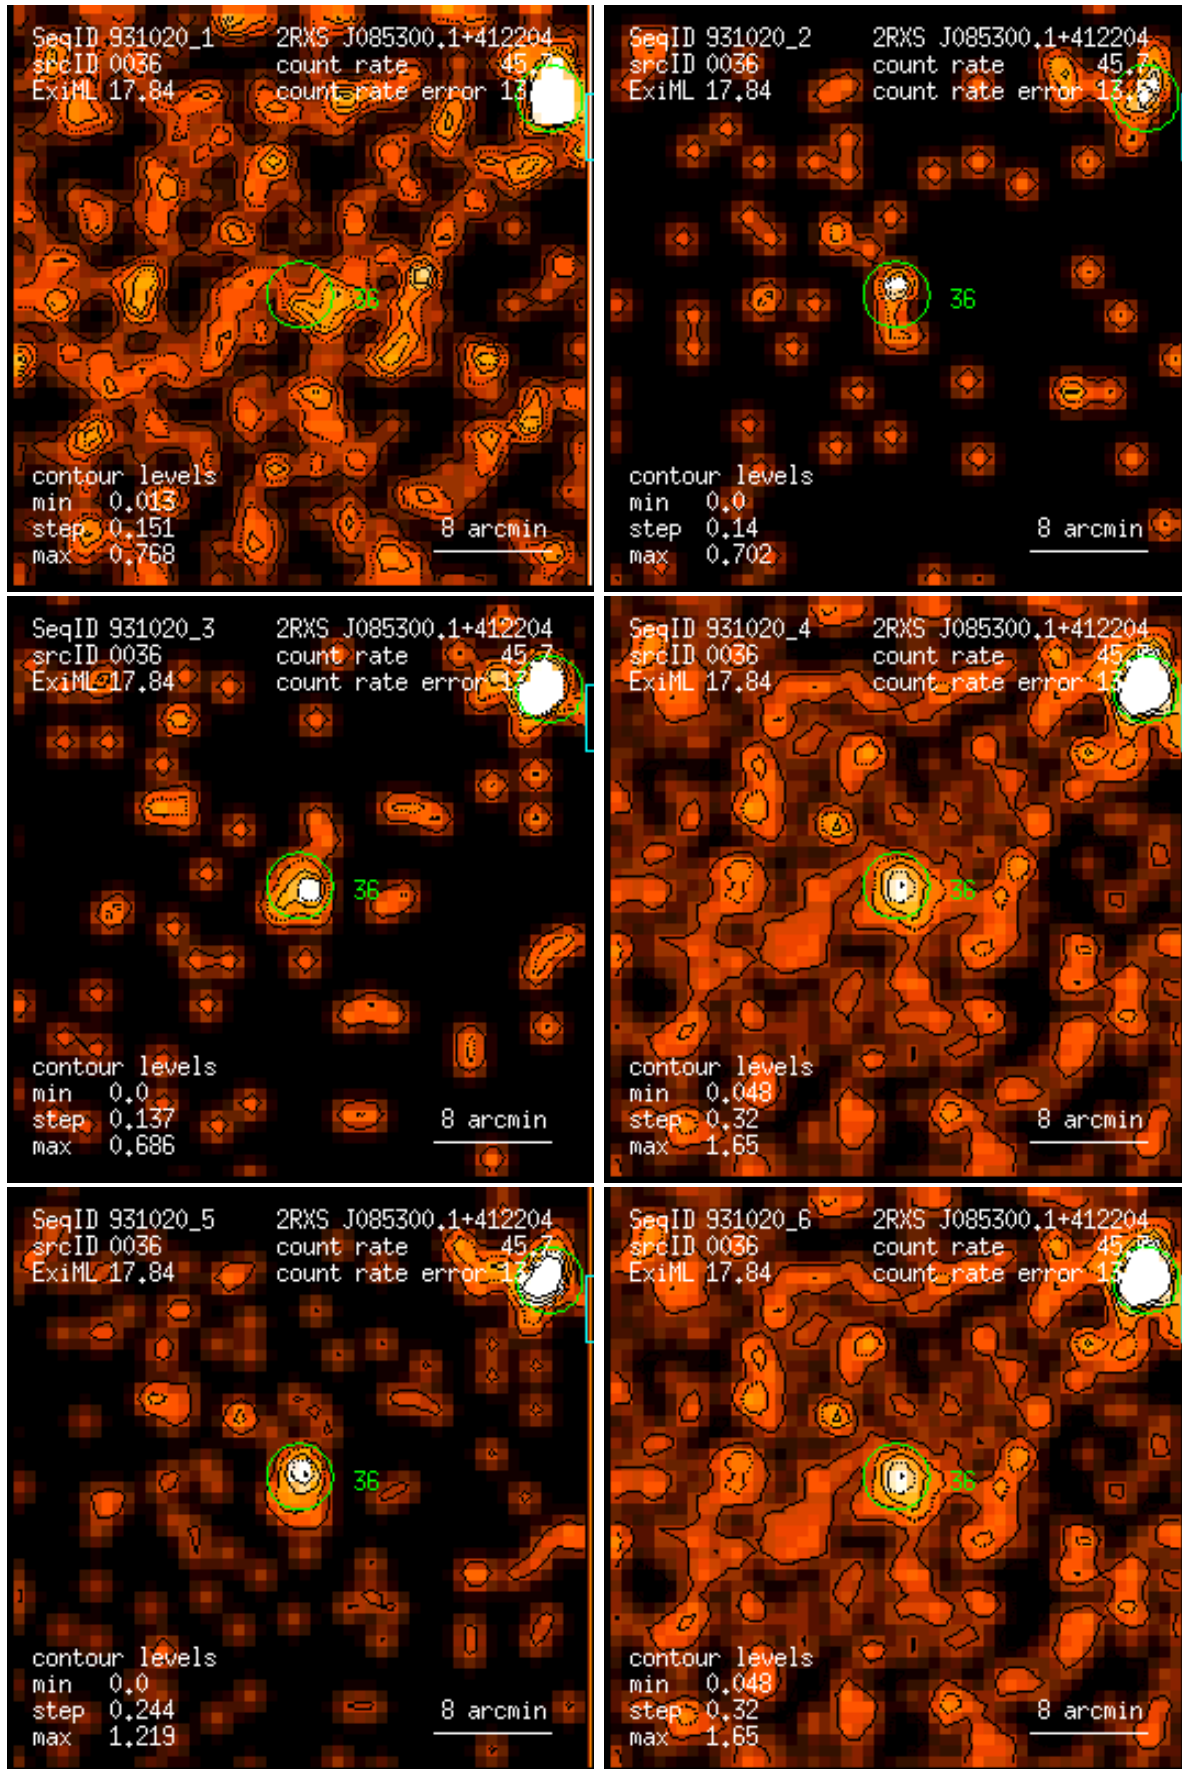 SeqID 931020_1 2RXS J085300.1+412204
srcID 0036 count rate 45.7
ExiML 17.84 count rate error 13.
36
contour levels
min 0.013
step 0.151 8 arcmin
max 0.768
SeqID 931020_2 2RXS J085300.1+412204
srcID 0036 count rate 45.7
ExiML 17.84 count rate error 13.
36
contour levels
min 0.0
step 0.14 8 arcmin
max 0.702
SeqID 931020_3 2RXS J085300.1+412204
srcID 0036 count rate 45.7
ExiML 17.84 count rate error
36
contour levels
min 0.0
step 0.137 8 arcmin
max 0.686
SeqID 931020_4 2RXS J085300.1+412204
srcID 0036 count rate 45.
ExiML 17.84 count rate error 13.
36
contour levels
min 0.048
step 0.32 8 arcmin
max 1.65
SeqID 931020_5 2RXS J085300.1+412204
srcID 0036 count rate 45.7
ExiML 17.84 count rate error
36
contour levels
min 0.0
step 0.244 8 arcmin
max 1.219
SeqID 931020_6 2RXS J085300.1+412204
srcID 0036 count rate 45.
ExiML 17.84 count rate error 13.
36
contour levels
min 0.048
step 0.32 8 arcmin
max 1.65